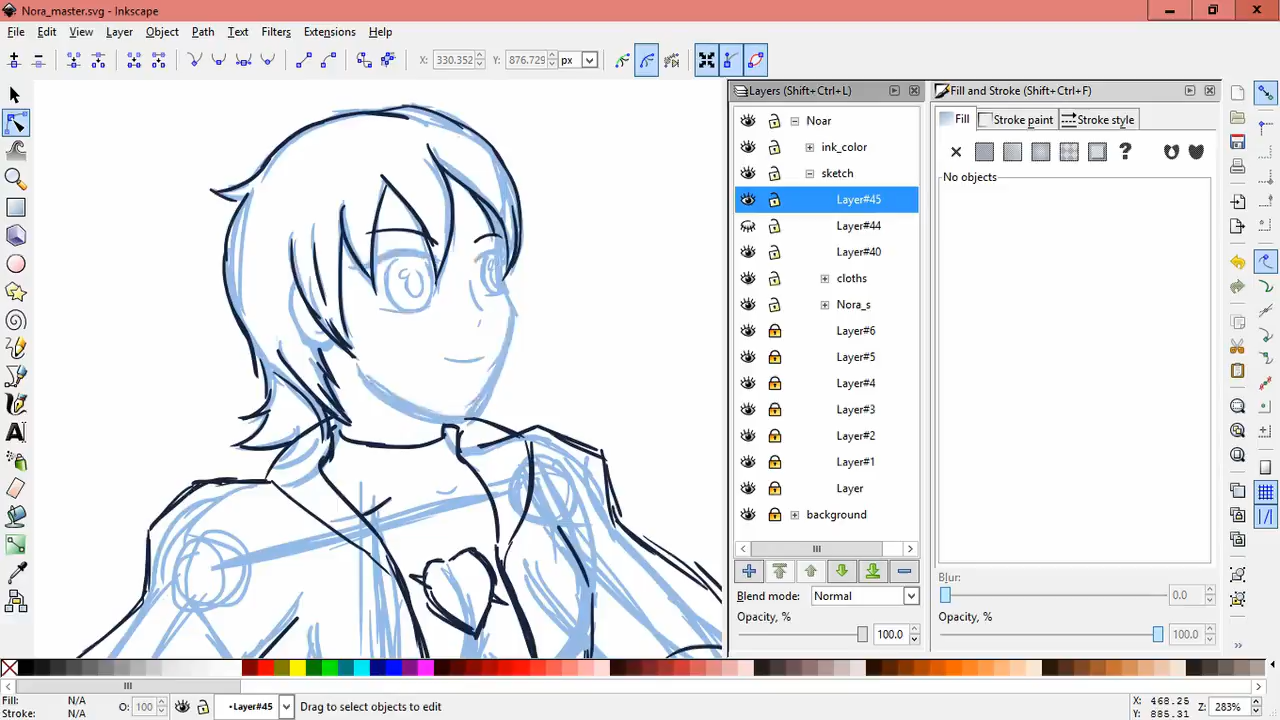 Nora_master.svg - Inkscape
File Edit View Layer Object Path Text Filters Extensions Help
X: 330.352 Y: 876.729 px
Layers (Shift+Ctrl+L)
Noar
ink_color
sketch
Layer#45
Layer#44
Layer#40
cloths
Nora_s
Layer#6
Layer#5
Layer#4
Layer#3
Layer#2
Layer#1
Layer
background
Blend mode: Normal
Opacity, %
100.0
Fill and Stroke (Shift+Ctrl+F)
Fill Stroke paint Stroke style
No objects
Blur:
0.0
Opacity, %
100.0
Fill: N/A
Stroke: N/A
O: 100
•Layer#45
Drag to select objects to edit
X: 468.25
Y: 885.31
Z: 283%